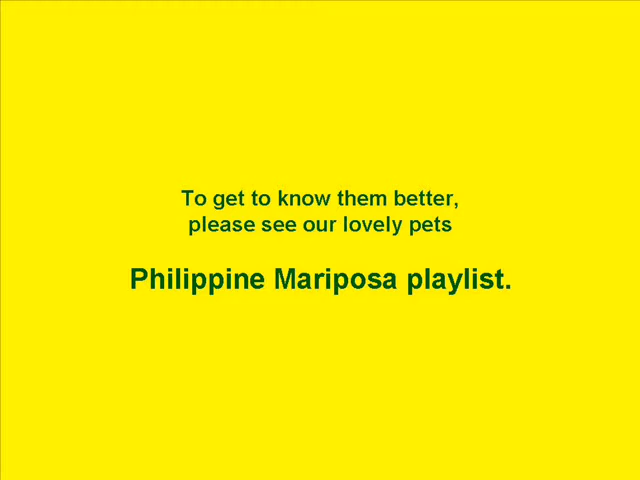 To get to know them better,
please see our lovely pets
Philippine Mariposa playlist.